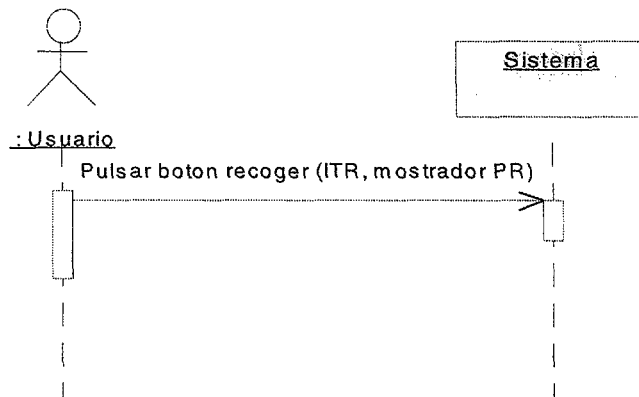 Sistema
: Usuario
Pulsar boton recoger (ITR, mostrador PR)